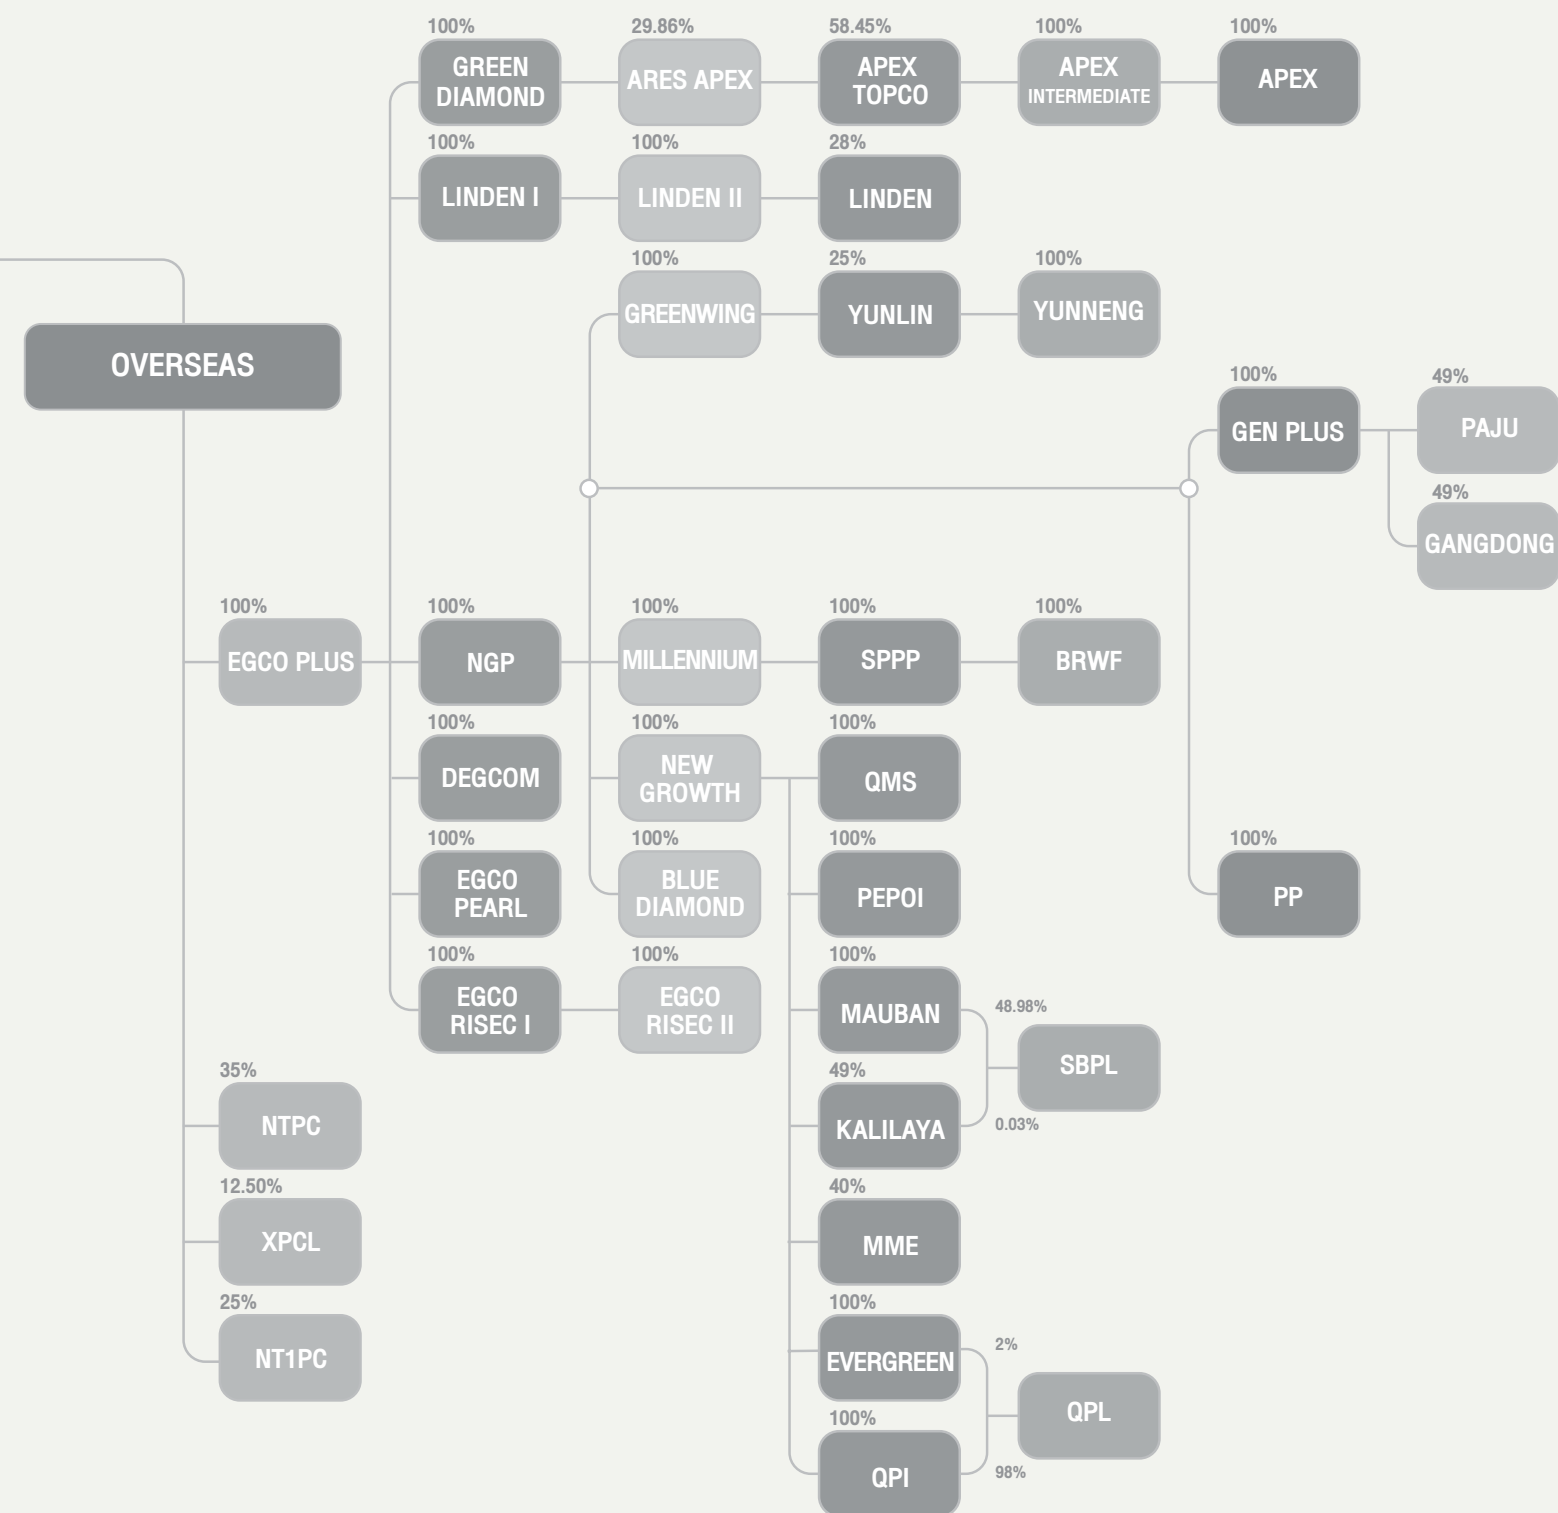 100%
29.86%
58.45%
100%
100%
GREEN
DIAMOND
ARES APEX
APEX
TOPCO
APEX
INTERMEDIATE
APEX
100%
100%
28%
LINDEN I
LINDEN II
LINDEN
100%
25%
100%
GREENWING
YUNLIN
YUNNENG
OVERSEAS
100%
49%
GEN PLUS
PAJU
49%
GANGDONG
100%
100%
100%
100%
100%
EGCO PLUS
NGP
MILLENNIUM
SPPP
BRWF
100%
100%
100%
DEGCOM
NEW
GROWTH
QMS
100%
100%
100%
100%
EGCO
PEARL
BLUE
DIAMOND
PEPOI
PP
100%
100%
100%
EGCO
RISEC I
EGCO
RISEC II
MAUBAN
48.98%
SBPL
35%
49%
NTPC
KALILAYA
0.03%
12.50%
40%
XPCL
MME
25%
100%
NT1PC
EVERGREEN
2%
QPL
100%
QPI
98%